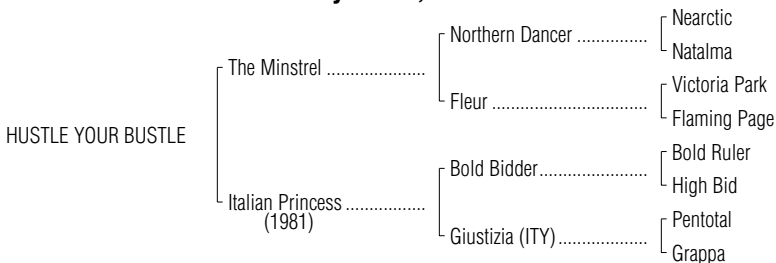 Nearctic
Northern Dancer ...............
Natalma
The Minstrel .....................
Victoria Park
Fleur .................................
Flaming Page
HUSTLE YOUR BUSTLE
Bold Ruler
Bold Bidder.......................
High Bid
Italian Princess .................
(1981)
Pentotal
Giustizia (ITY)...................
Grappa